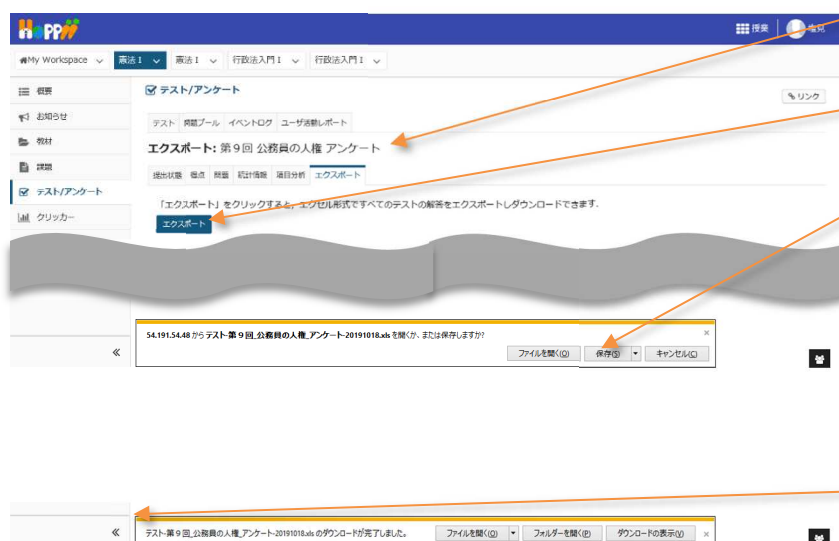 HoPPii
授業
塩見
My Workspace
憲法 I
憲法 I
行政法入門 I
行政法入門 I
概要
お知らせ
教材
課題
テスト/アンケート
クリッカー
テスト/アンケート
リンク
テスト 問題プール イベントログ ユーザ活動レポート
エクスポート: 第9回 公務員の人権 アンケート
提出状態 得点 問題 統計情報 項目分析 エクスポート
「エクスポート」をクリックすると, エクセル形式ですべてのテストの解答をエクスポートしダウンロードできます.
エクスポート
54.191.54.48 から テスト-第9回_公務員の人権_アンケート-20191018.xls を開くか、または保存しますか?
×
ファイルを開く(O) 保存(S) キャンセル(C)
«
«
テスト-第9回_公務員の人権_アンケート-20191018.xls のダウンロードが完了しました。
ファイルを開く(O) フォルダーを開く(P) ダウンロードの表示(V) ×